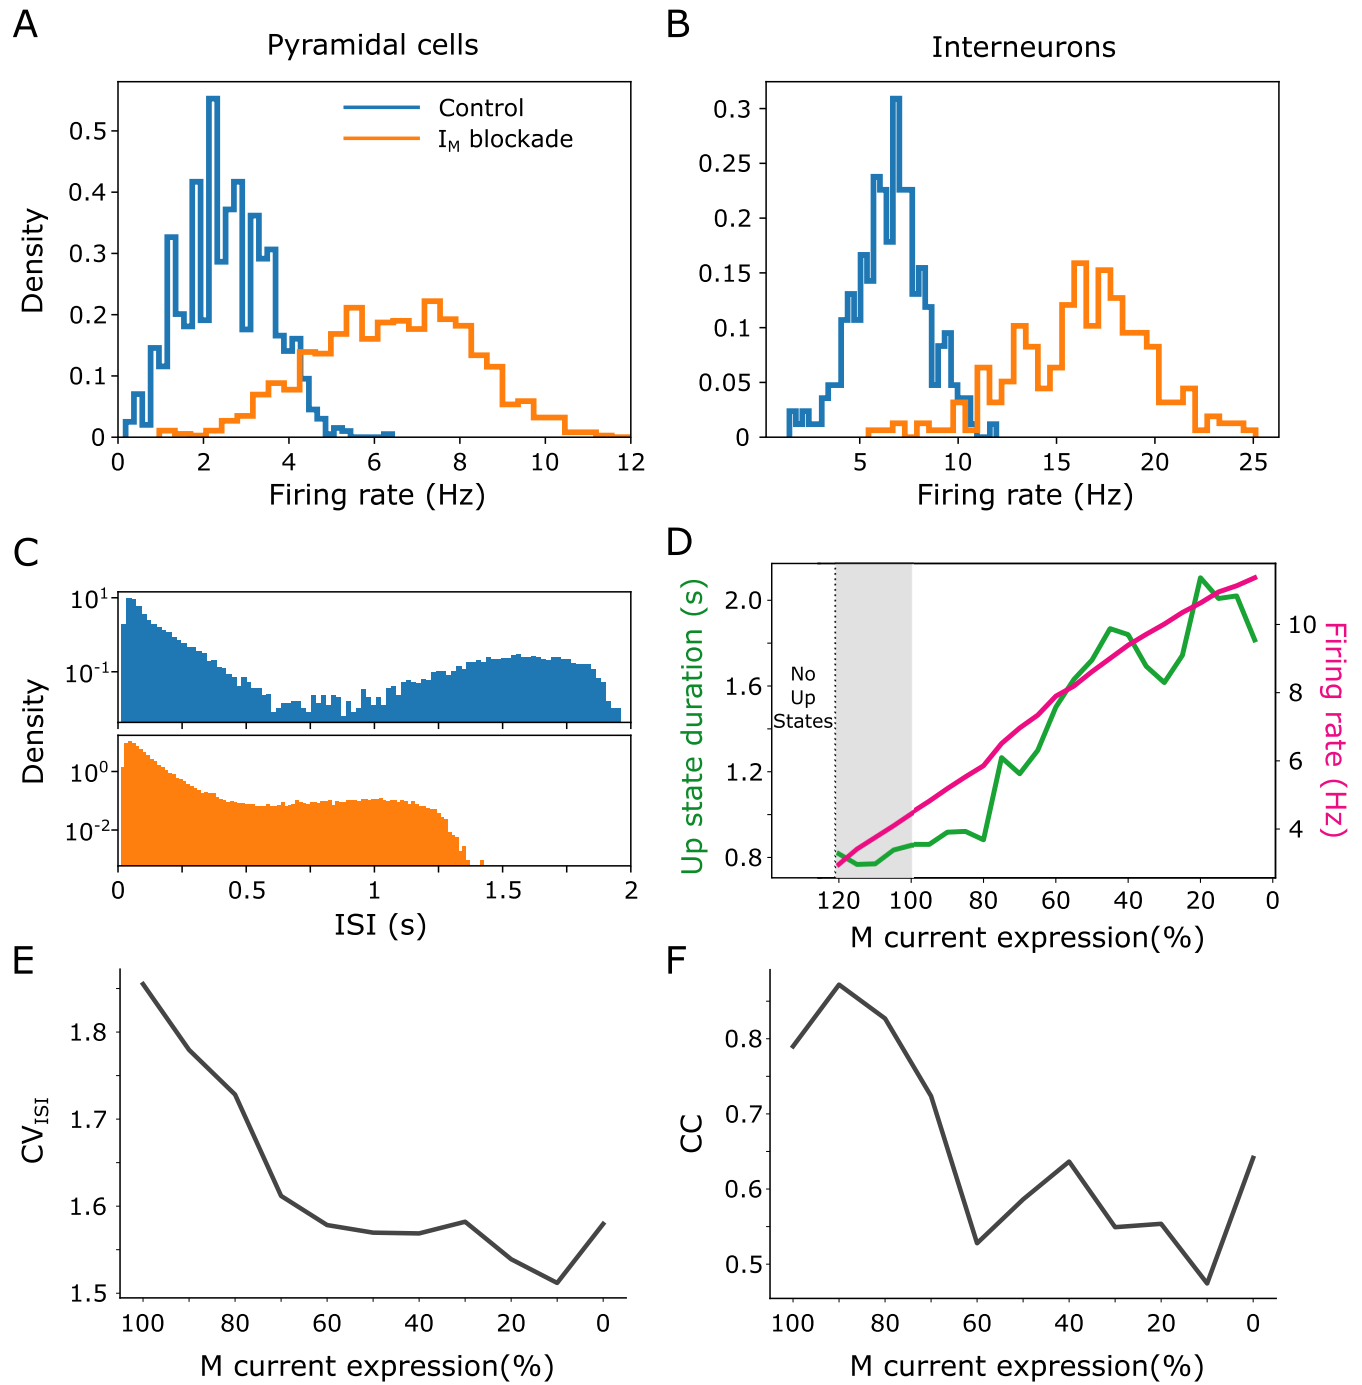 A
Pyramidal cells
Control
I_M blockade
Density
0.5
0.4
0.3
0.2
0.1
0
0 2 4 6 8 10 12
Firing rate (Hz)
B
Interneurons
0.3
0.25
0.2
0.15
0.1
0.05
0
5 10 15 20 25
Firing rate (Hz)
C
Density
10^1
10^-1
10^0
10^-2
0 0.5 1 1.5 2
ISI (s)
D
Up state duration (s)
2.0
1.6
1.2
0.8
No
Up
States
10
8
6
4
Firing rate (Hz)
120 100 80 60 40 20 0
M current expression(%)
E
CV_ISI
1.8
1.7
1.6
1.5
100 80 60 40 20 0
M current expression(%)
F
CC
0.8
0.7
0.6
0.5
100 80 60 40 20 0
M current expression(%)